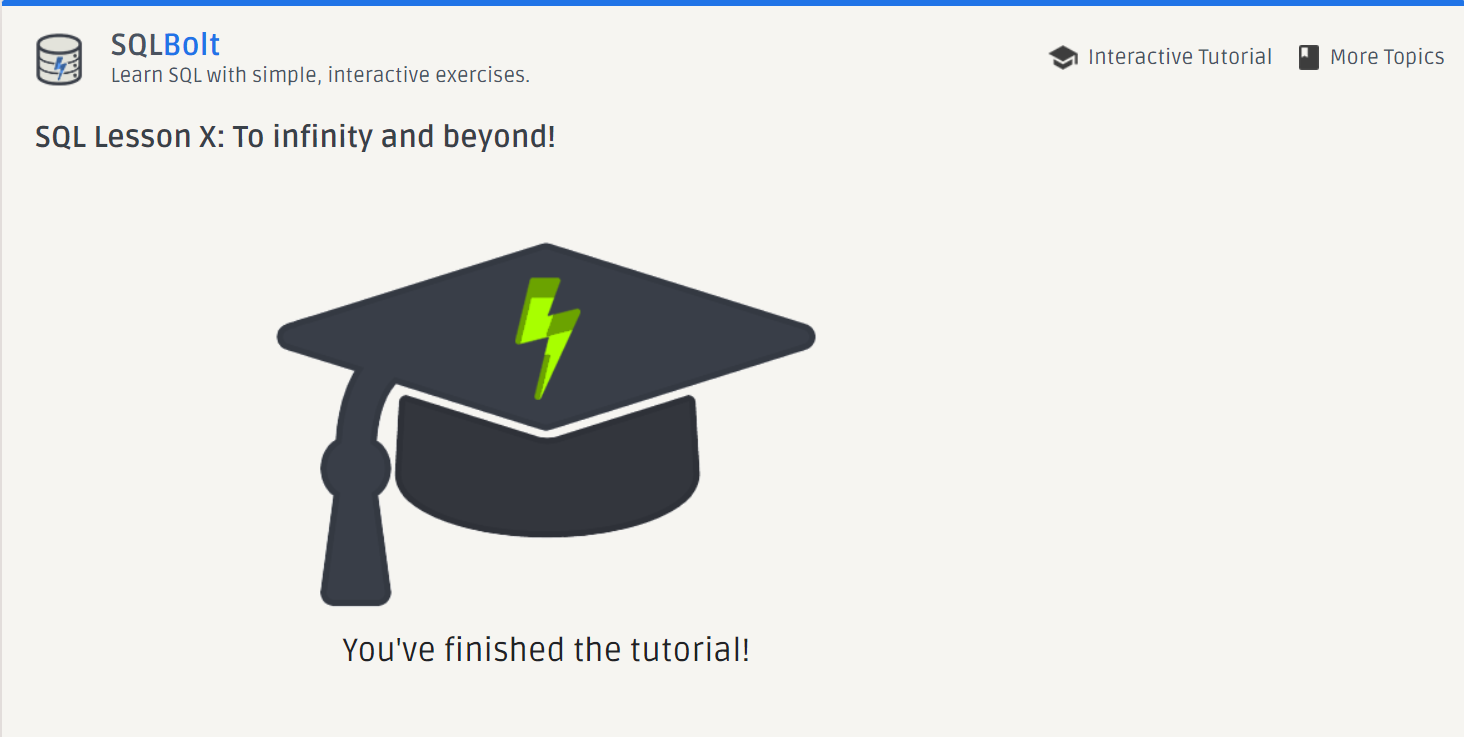 SQLBolt
Learn SQL with simple, interactive exercises.
Interactive Tutorial
More Topics
SQL Lesson X: To infinity and beyond!
You've finished the tutorial!